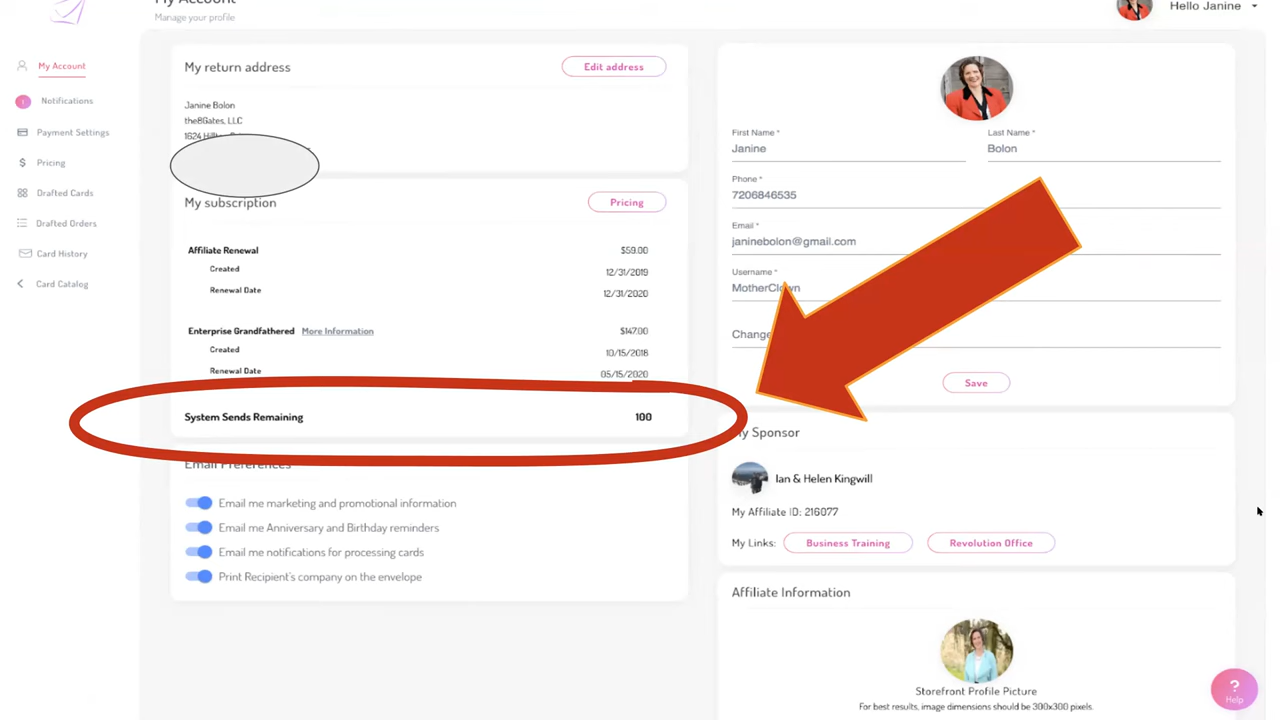 My Account
Manage your profile
Hello Janine
My Account
Notifications
Payment Settings
Pricing
Drafted Cards
Drafted Orders
Card History
Card Catalog
My return address
Edit address
Janine Bolon
the8Gates, LLC
1624
My subscription
Pricing
Affiliate Renewal $59.00
Created 12/31/2019
Renewal Date 12/31/2020
Enterprise Grandfathered More Information $147.00
Created 10/15/2018
Renewal Date 05/15/2020
System Sends Remaining 100
Email Preferences
Email me marketing and promotional information
Email me Anniversary and Birthday reminders
Email me notifications for processing cards
Print Recipient's company on the envelope
First Name * Last Name *
Janine Bolon
Phone *
7206846535
Email *
janinebolon@gmail.com
Username *
MotherClown
Change
Save
My Sponsor
Ian & Helen Kingwill
My Affiliate ID: 216077
My Links: Business Training Revolution Office
Affiliate Information
Storefront Profile Picture
For best results, image dimensions should be 300x300 pixels.
? 
Help